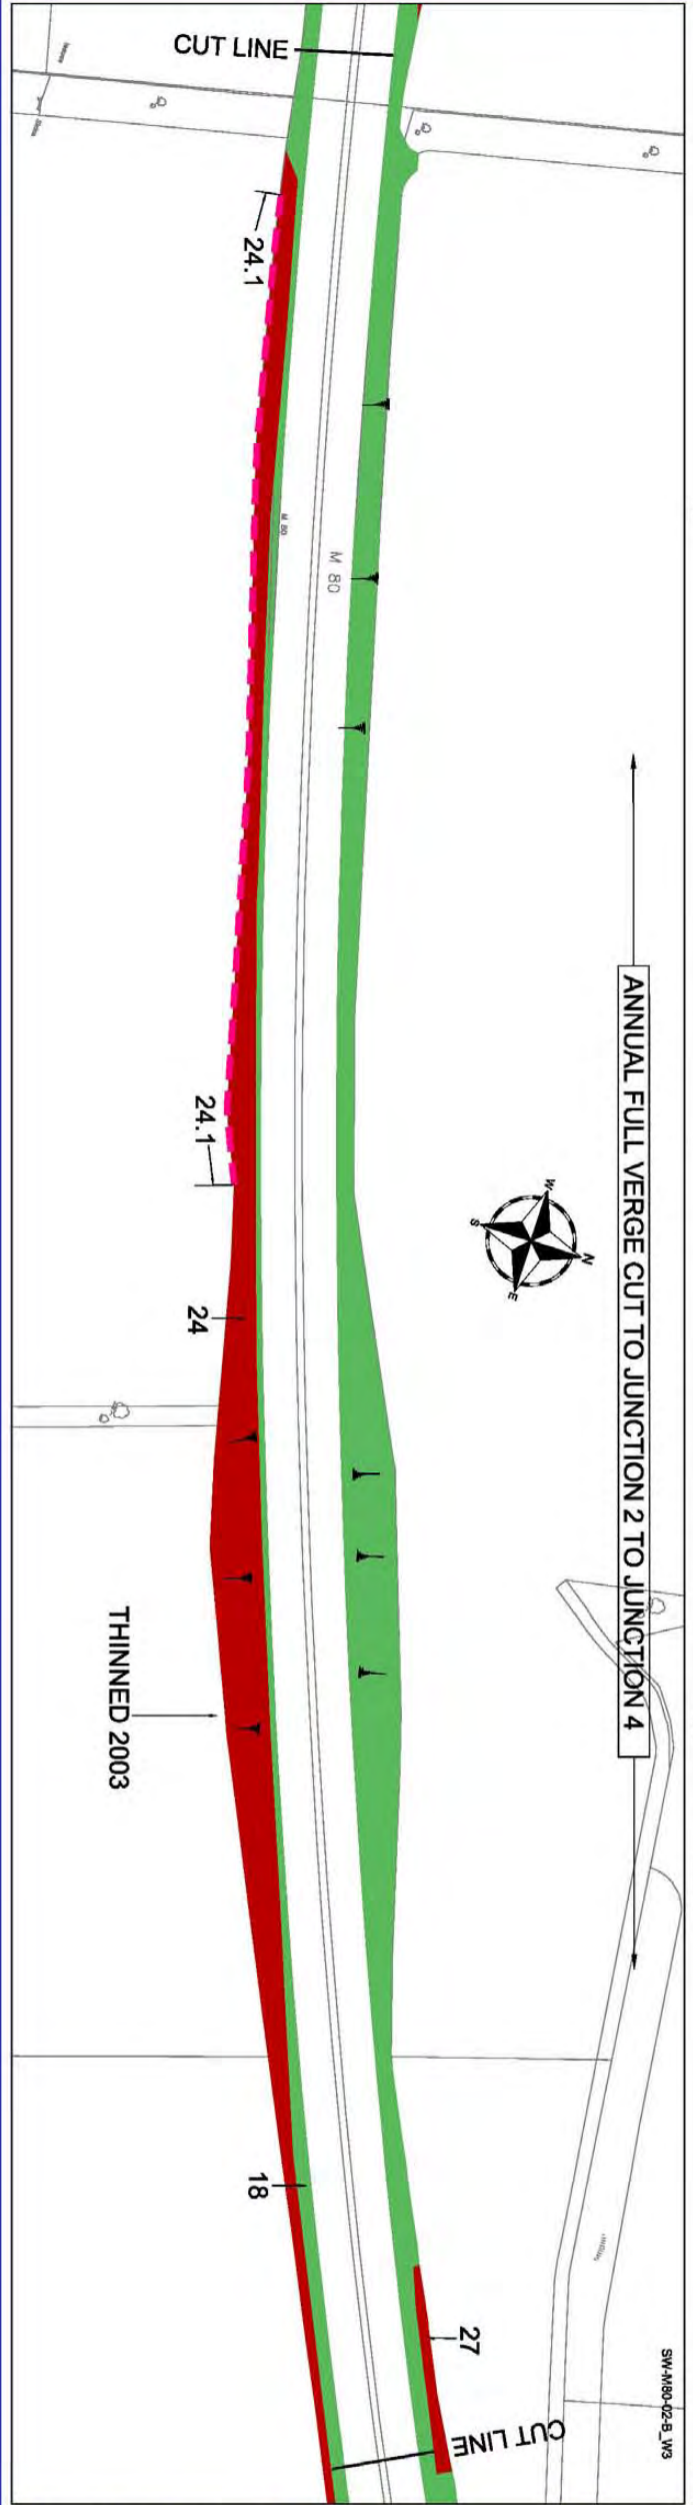 SW-M80-02-B_W3
ANNUAL FULL VERGE CUT TO JUNCTION 2 TO JUNCTION 4
CUT LINE
M 80
M 80
N
E
S
W
24.1
24.1
24
THINNED 2003
18
27
CUT LINE